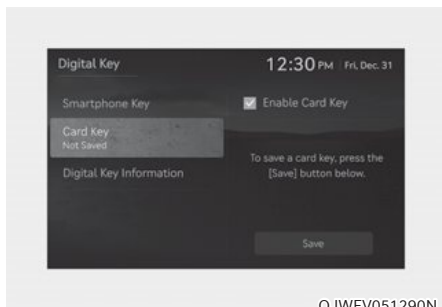 Digital Key
12:30 PM Fri, Dec. 31
Smartphone Key
Enable Card Key
Card Key
Not Saved
To save a card key, press the
[Save] button below.
Digital Key Information
Save
OJWEV051290N